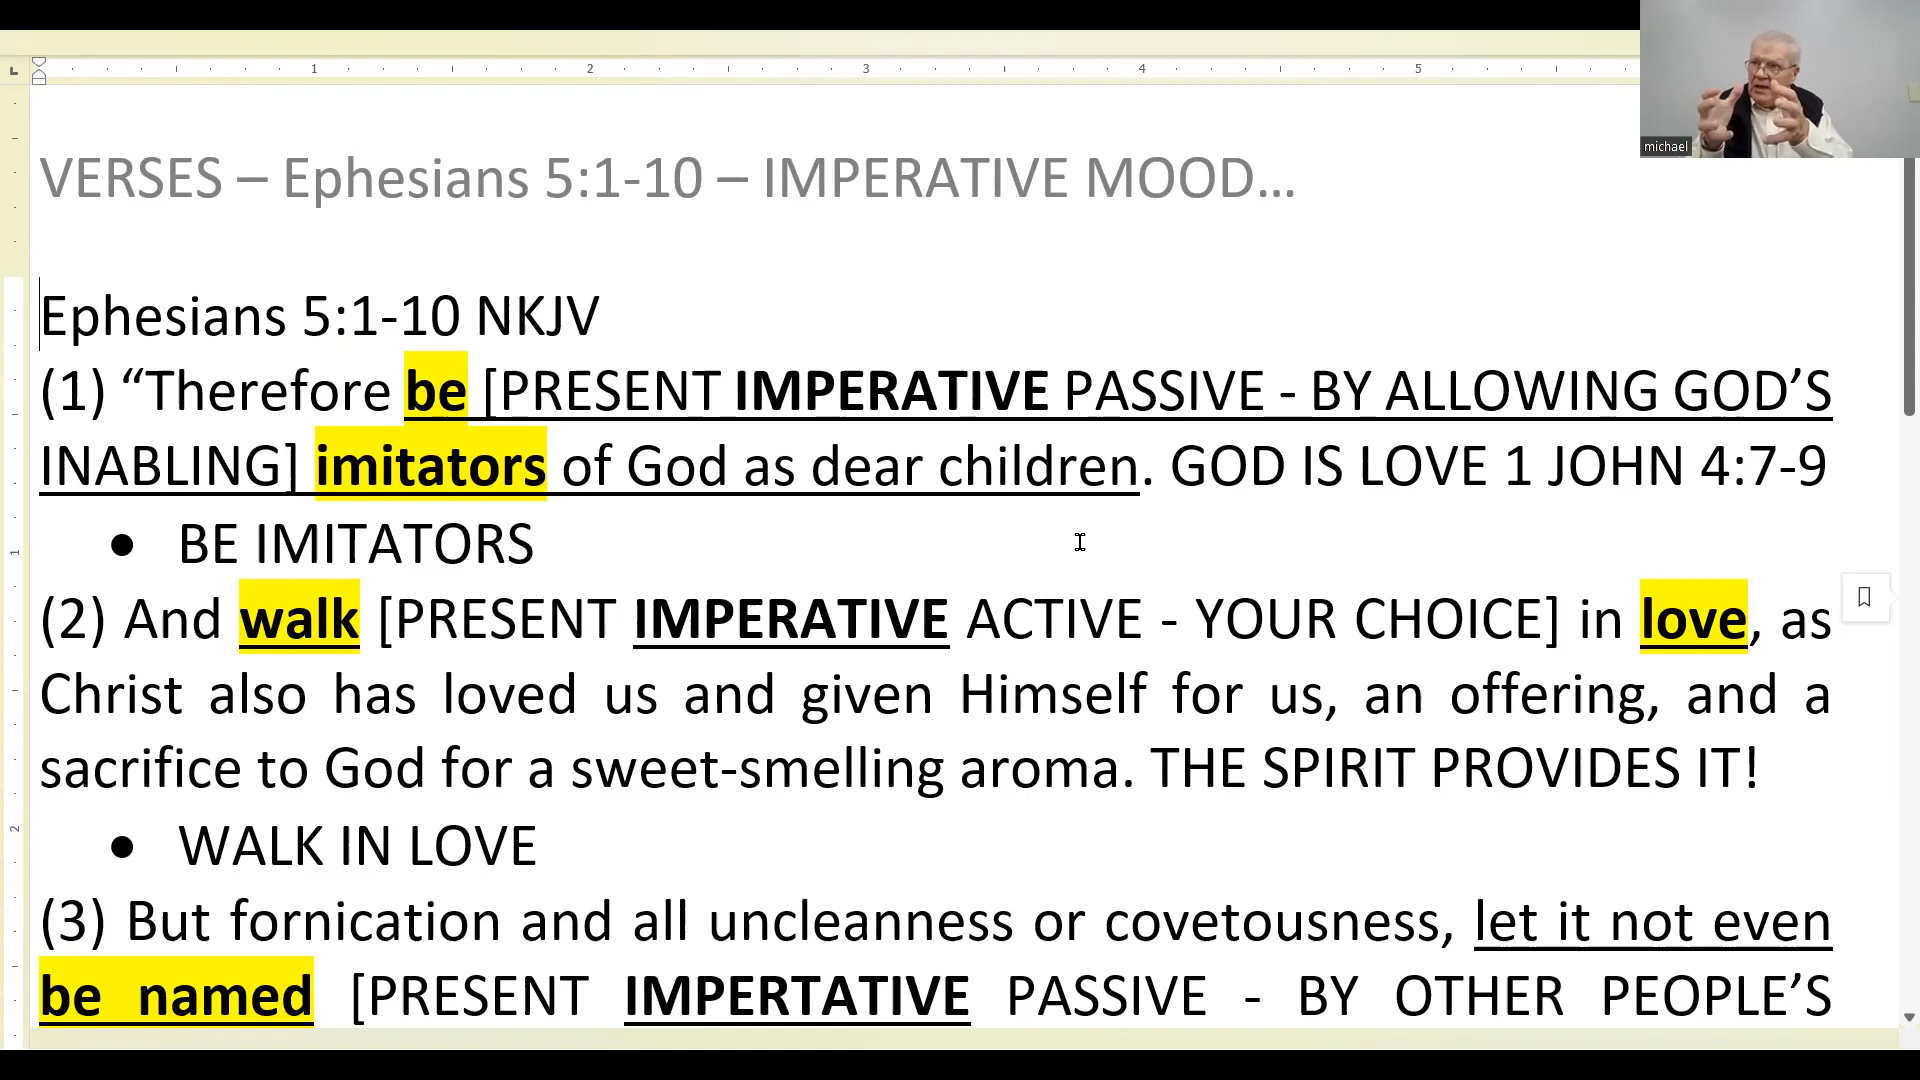 1 2 3 4 5
michael
VERSES – Ephesians 5:1-10 – IMPERATIVE MOOD...
Ephesians 5:1-10 NKJV
(1) “Therefore be [PRESENT IMPERATIVE PASSIVE - BY ALLOWING GOD’S
INABLING] imitators of God as dear children. GOD IS LOVE 1 JOHN 4:7-9
• BE IMITATORS
1
(2) And walk [PRESENT IMPERATIVE ACTIVE - YOUR CHOICE] in love, as
Christ also has loved us and given Himself for us, an offering, and a
sacrifice to God for a sweet-smelling aroma. THE SPIRIT PROVIDES IT!
2
• WALK IN LOVE
(3) But fornication and all uncleanness or covetousness, let it not even
be named [PRESENT IMPERTATIVE PASSIVE - BY OTHER PEOPLE’S